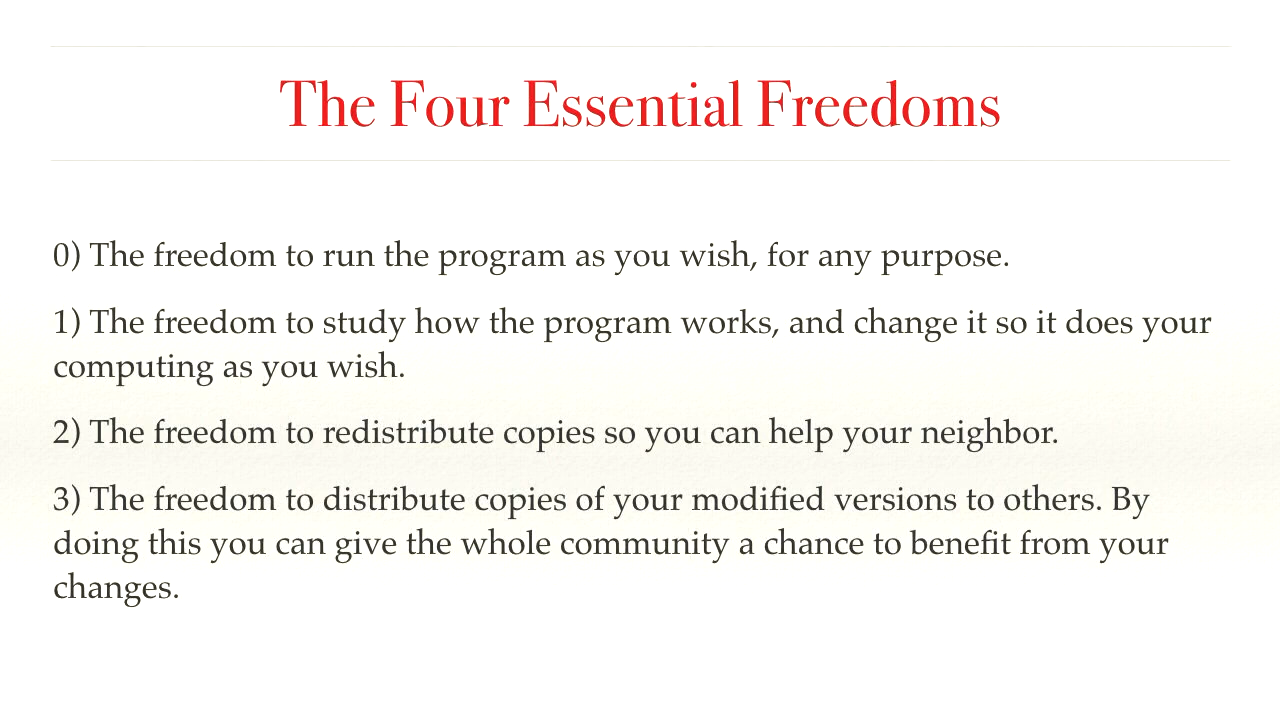 The Four Essential Freedoms
0) The freedom to run the program as you wish, for any purpose.
1) The freedom to study how the program works, and change it so it does your
computing as you wish.
2) The freedom to redistribute copies so you can help your neighbor.
3) The freedom to distribute copies of your modified versions to others. By
doing this you can give the whole community a chance to benefit from your
changes.